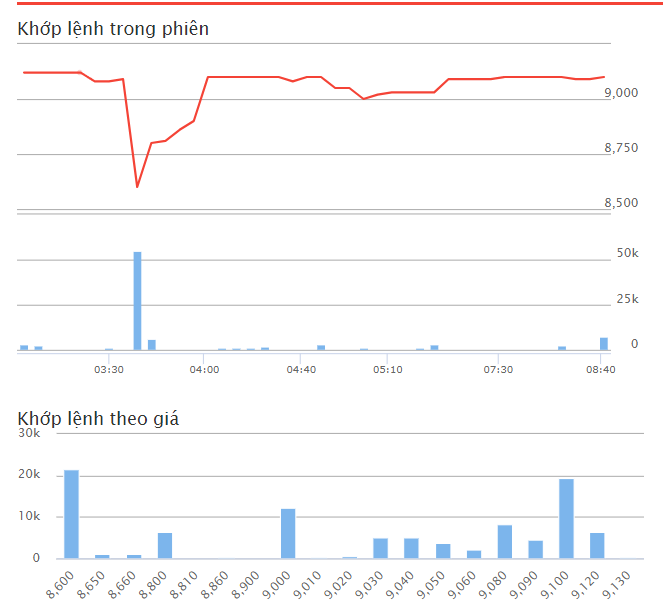 Khớp lệnh trong phiên
9,000
8,750
8,500
50k
25k
0
03:30 04:00 04:40 05:10 07:30 08:40
Khớp lệnh theo giá
30k
20k
10k
0
8,600 8,650 8,660 8,800 8,810 8,860 8,900 9,000 9,010 9,020 9,030 9,040 9,050 9,060 9,080 9,090 9,100 9,120 9,130